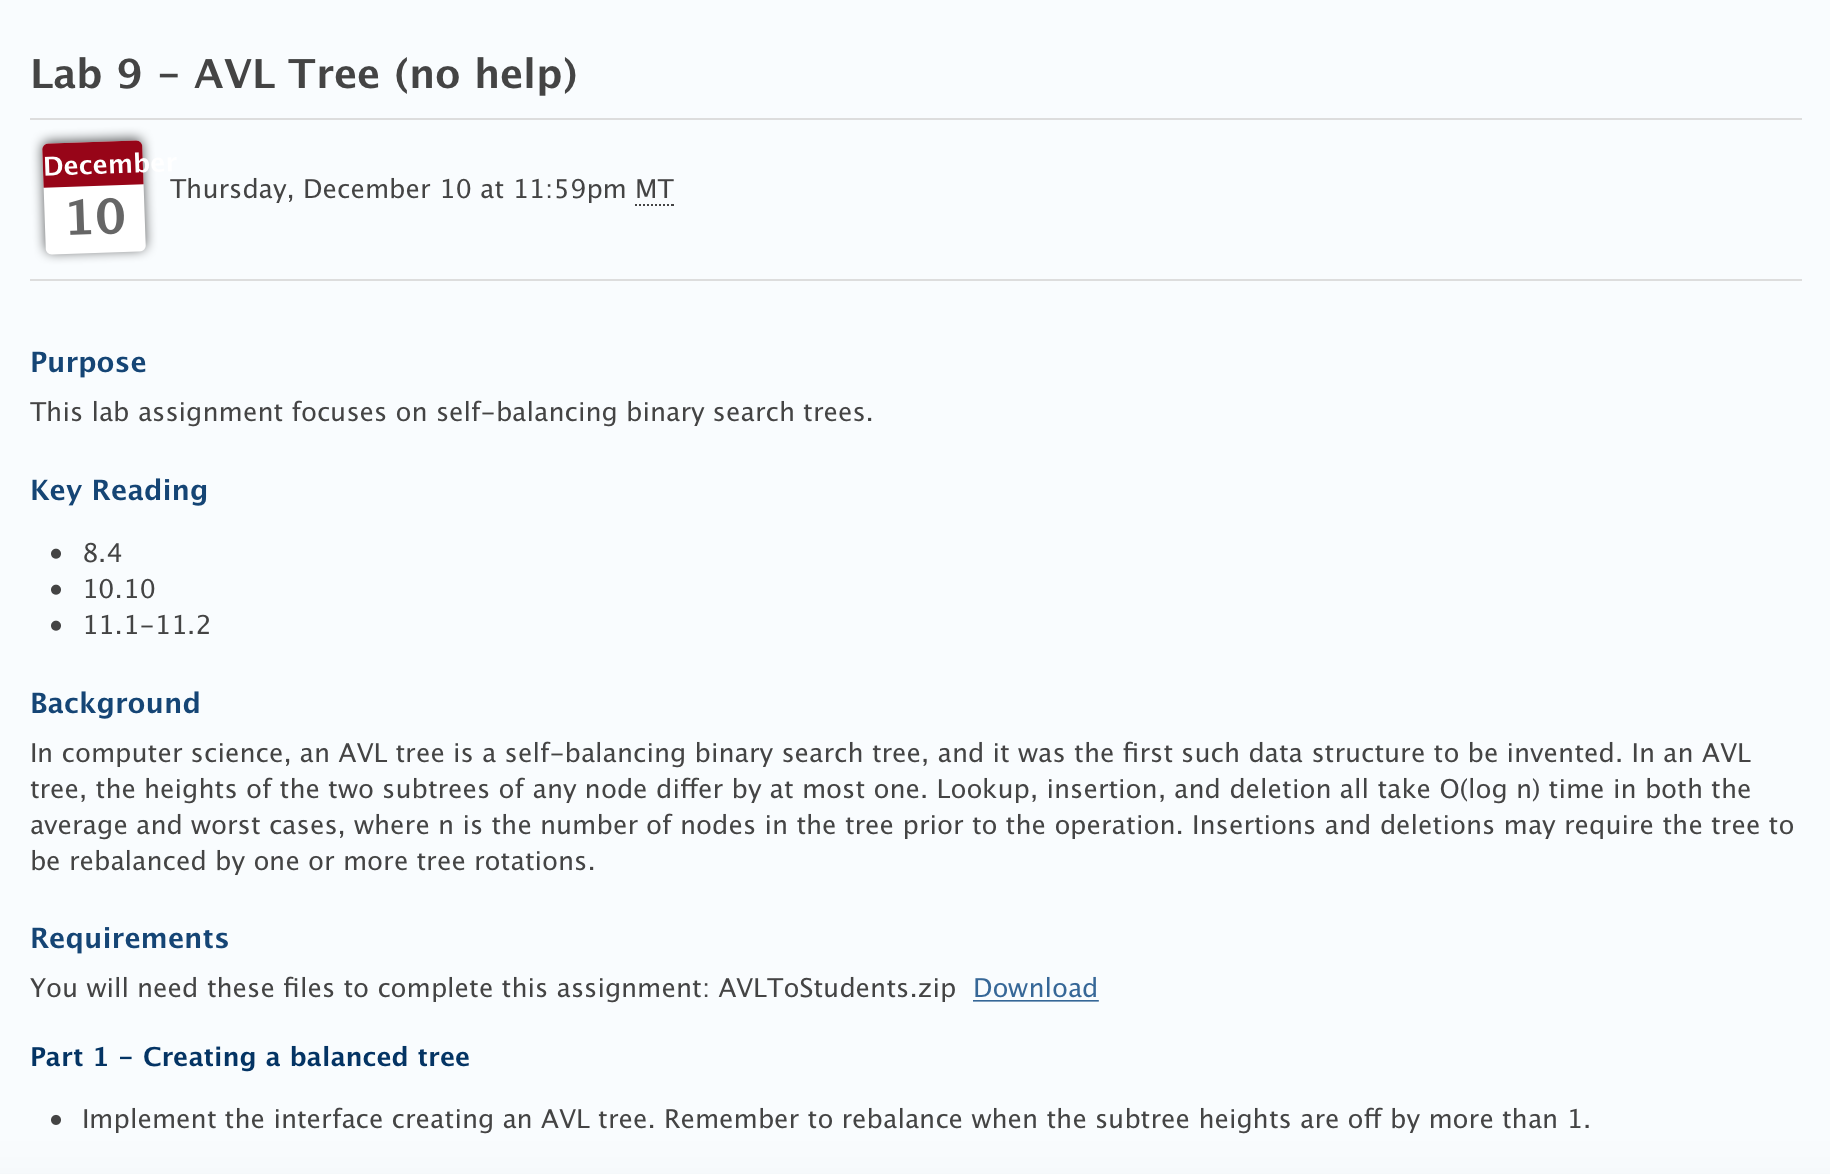 Lab 9 – AVL Tree (no help)
December
10
Thursday, December 10 at 11:59pm MT
Purpose
This lab assignment focuses on self-balancing binary search trees.
Key Reading
• 8.4
• 10.10
• 11.1-11.2
Background
In computer science, an AVL tree is a self-balancing binary search tree, and it was the first such data structure to be invented. In an AVL
tree, the heights of the two subtrees of any node differ by at most one. Lookup, insertion, and deletion all take O(log n) time in both the
average and worst cases, where n is the number of nodes in the tree prior to the operation. Insertions and deletions may require the tree to
be rebalanced by one or more tree rotations.
Requirements
You will need these files to complete this assignment: AVLToStudents.zip Download
Part 1 – Creating a balanced tree
• Implement the interface creating an AVL tree. Remember to rebalance when the subtree heights are off by more than 1.